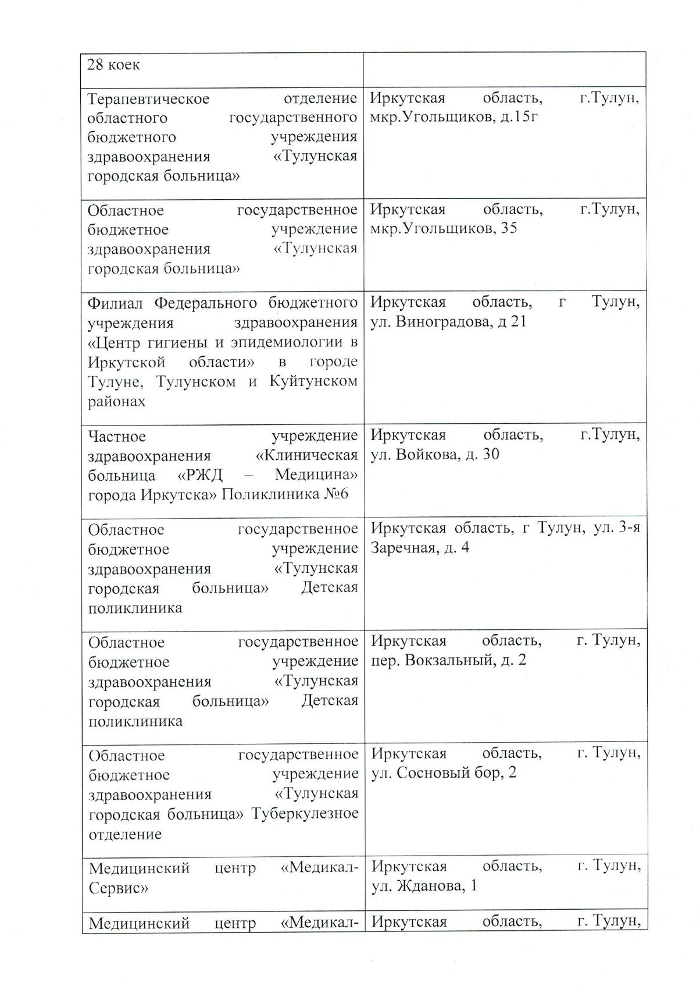 28 коек
Терапевтическое отделение
областного государственного
бюджетного учреждения
здравоохранения «Тулунская
городская больница»
Иркутская область, г.Тулун,
мкр.Угольщиков, д.15г
Областное государственное
бюджетное учреждение
здравоохранения «Тулунская
городская больница»
Иркутская область, г.Тулун,
мкр.Угольщиков, 35
Филиал Федерального бюджетного
учреждения здравоохранения
«Центр гигиены и эпидемиологии в
Иркутской области» в городе
Тулуне, Тулунском и Куйтунском
районах
Иркутская область, г Тулун,
ул. Виноградова, д 21
Частное учреждение
здравоохранения «Клиническая
больница «РЖД – Медицина»
города Иркутска» Поликлиника №6
Иркутская область, г.Тулун,
ул. Войкова, д. 30
Областное государственное
бюджетное учреждение
здравоохранения «Тулунская
городская больница» Детская
поликлиника
Иркутская область, г Тулун, ул. 3-я
Заречная, д. 4
Областное государственное
бюджетное учреждение
здравоохранения «Тулунская
городская больница» Детская
поликлиника
Иркутская область, г. Тулун,
пер. Вокзальный, д. 2
Областное государственное
бюджетное учреждение
здравоохранения «Тулунская
городская больница» Туберкулезное
отделение
Иркутская область, г. Тулун,
ул. Сосновый бор, 2
Медицинский центр «Медикал-
Сервис»
Иркутская область, г. Тулун,
ул. Жданова, 1
Медицинский центр «Медикал-
Иркутская область, г. Тулун,